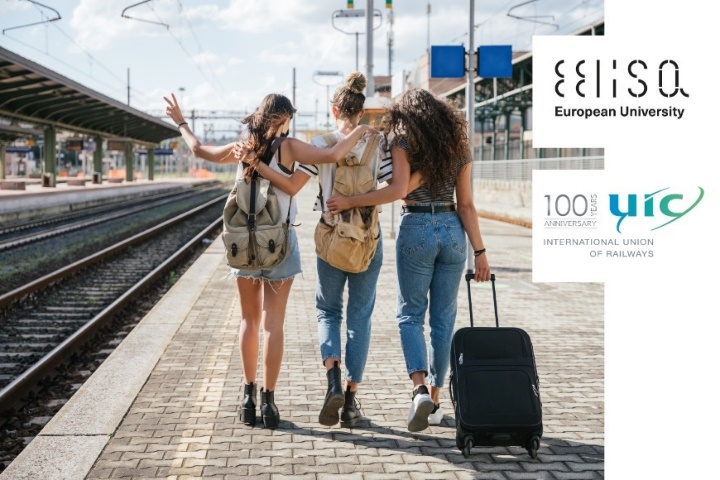 EELISA
European University
100 YEARS
ANNIVERSARY
uic
INTERNATIONAL UNION
OF RAILWAYS